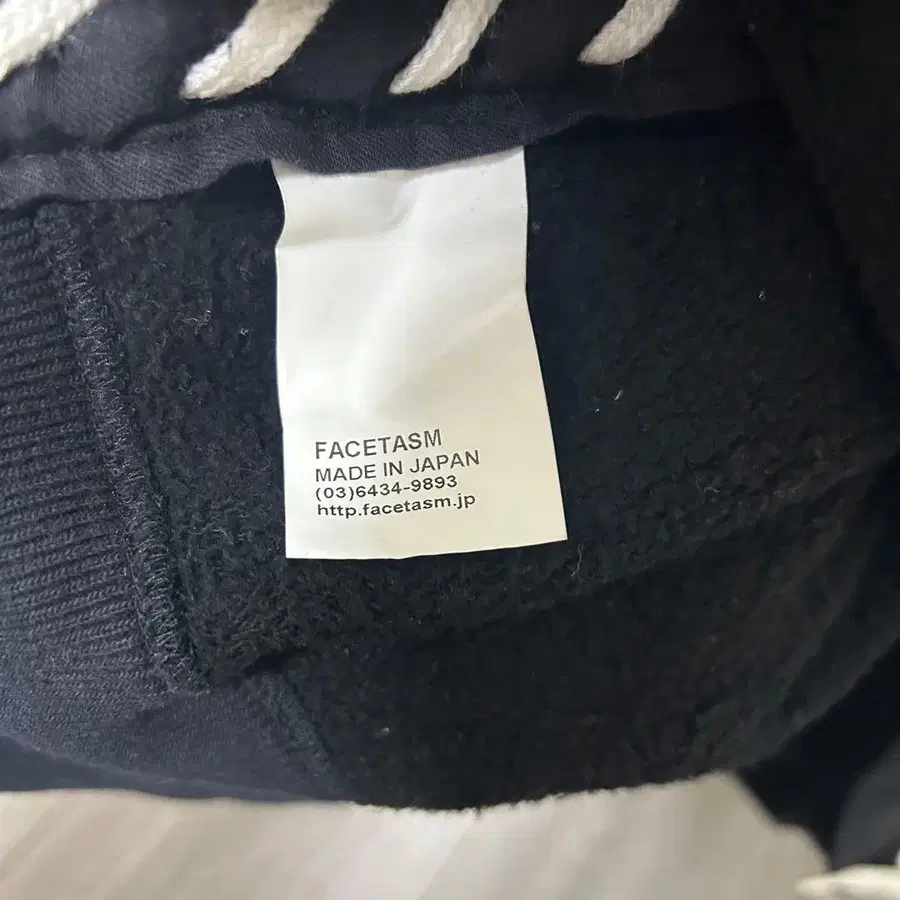 FACETASM
MADE IN JAPAN
(03)6434-9893
http.facetasm.jp